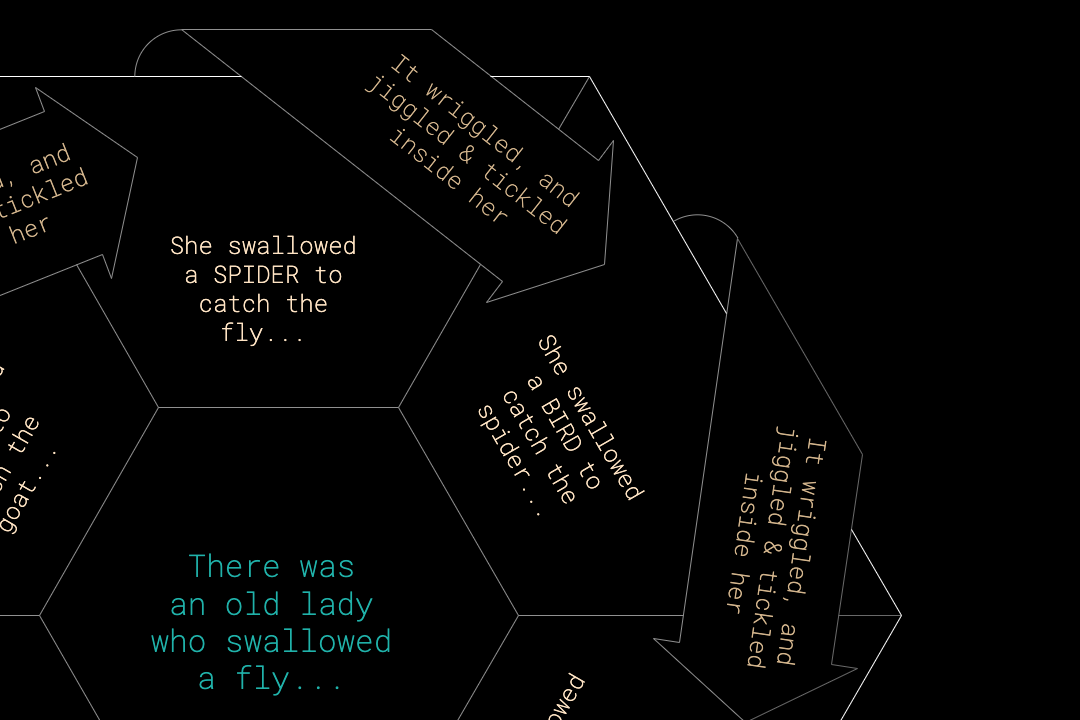 It wriggled, and
jiggled & tickled
inside her
and
tickled
her
She swallowed
a SPIDER to
catch the
fly...
She swallowed
a BIRD to
catch the
spider...
the
goat...
It wriggled, and
jiggled & tickled
inside her
There was
an old lady
who swallowed
a fly...